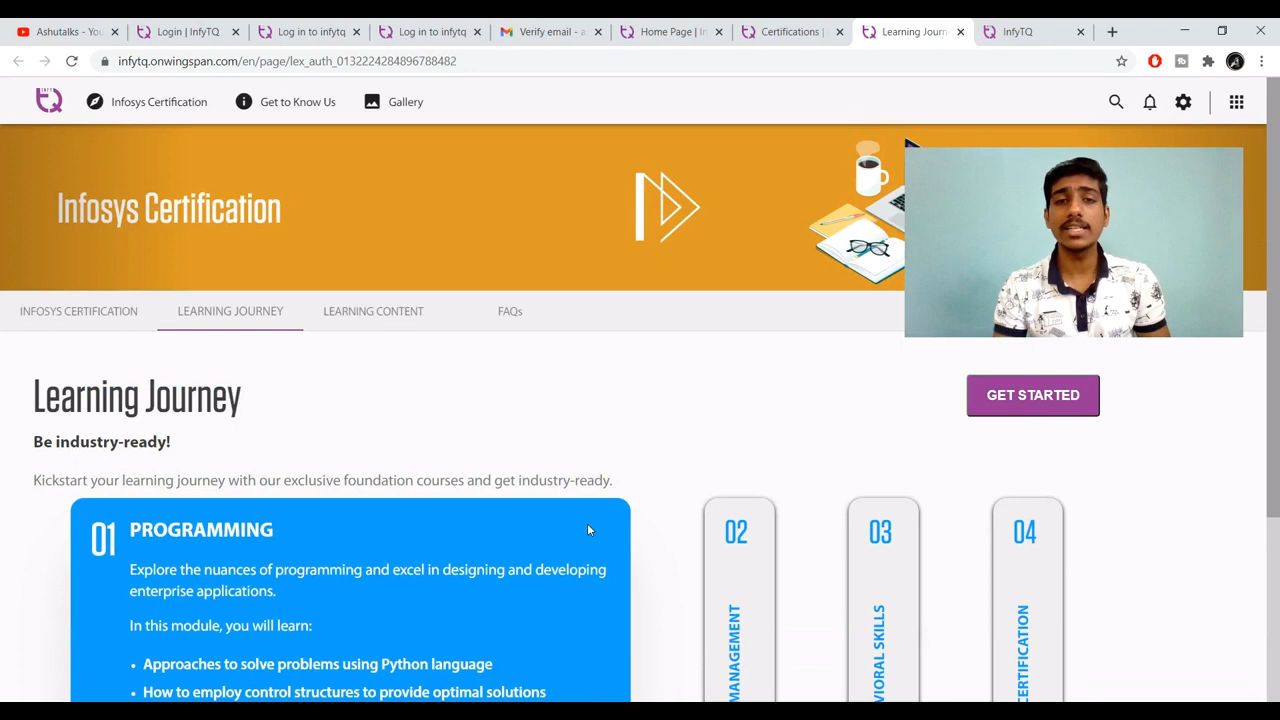 Ashutalks - You
Login | InfyTQ
Log in to infytq
Log in to infytq
Verify email - a
Home Page | In
Certifications |
Learning Journ
InfyTQ
infytq.onwingspan.com/en/page/lex_auth_0132224284896788482
Infosys Certification
Get to Know Us
Gallery
Infosys Certification
INFOSYS CERTIFICATION
LEARNING JOURNEY
LEARNING CONTENT
FAQs
Learning Journey
GET STARTED
Be industry-ready!
Kickstart your learning journey with our exclusive foundation courses and get industry-ready.
01 PROGRAMMING
Explore the nuances of programming and excel in designing and developing
enterprise applications.
In this module, you will learn:
• Approaches to solve problems using Python language
• How to employ control structures to provide optimal solutions
02
MANAGEMENT
03
VIORAL SKILLS
04
CERTIFICATION